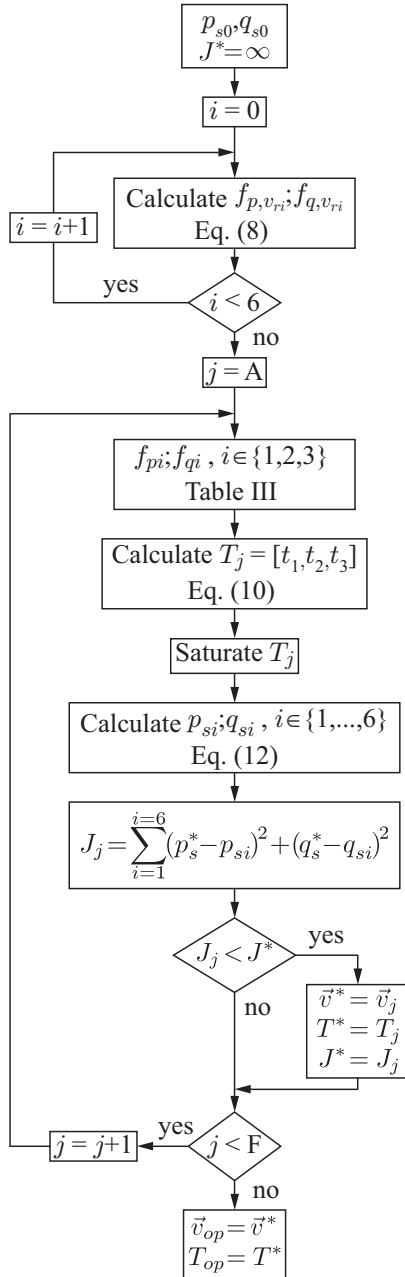 p_{s0},q_{s0}
J^*=∞
i=0
Calculate f_{p,v_{ri}};f_{q,v_{ri}}
Eq. (8)
i=i+1
yes
i<6
no
j=A
f_{pi};f_{qi} , i∈{1,2,3}
Table III
Calculate T_j=[t_1,t_2,t_3]
Eq. (10)
Saturate T_j
Calculate p_{si};q_{si} , i∈{1,...,6}
Eq. (12)
J_j=\sum_{i=1}^{i=6}(p_s^*-p_{si})^2+(q_s^*-q_{si})^2
J_j<J^*
yes
no
\vec{v}^*=\vec{v}_j
T^*=T_j
J^*=J_j
j=j+1
yes
j<F
no
\vec{v}_{op}=\vec{v}^*
T_{op}=T^*